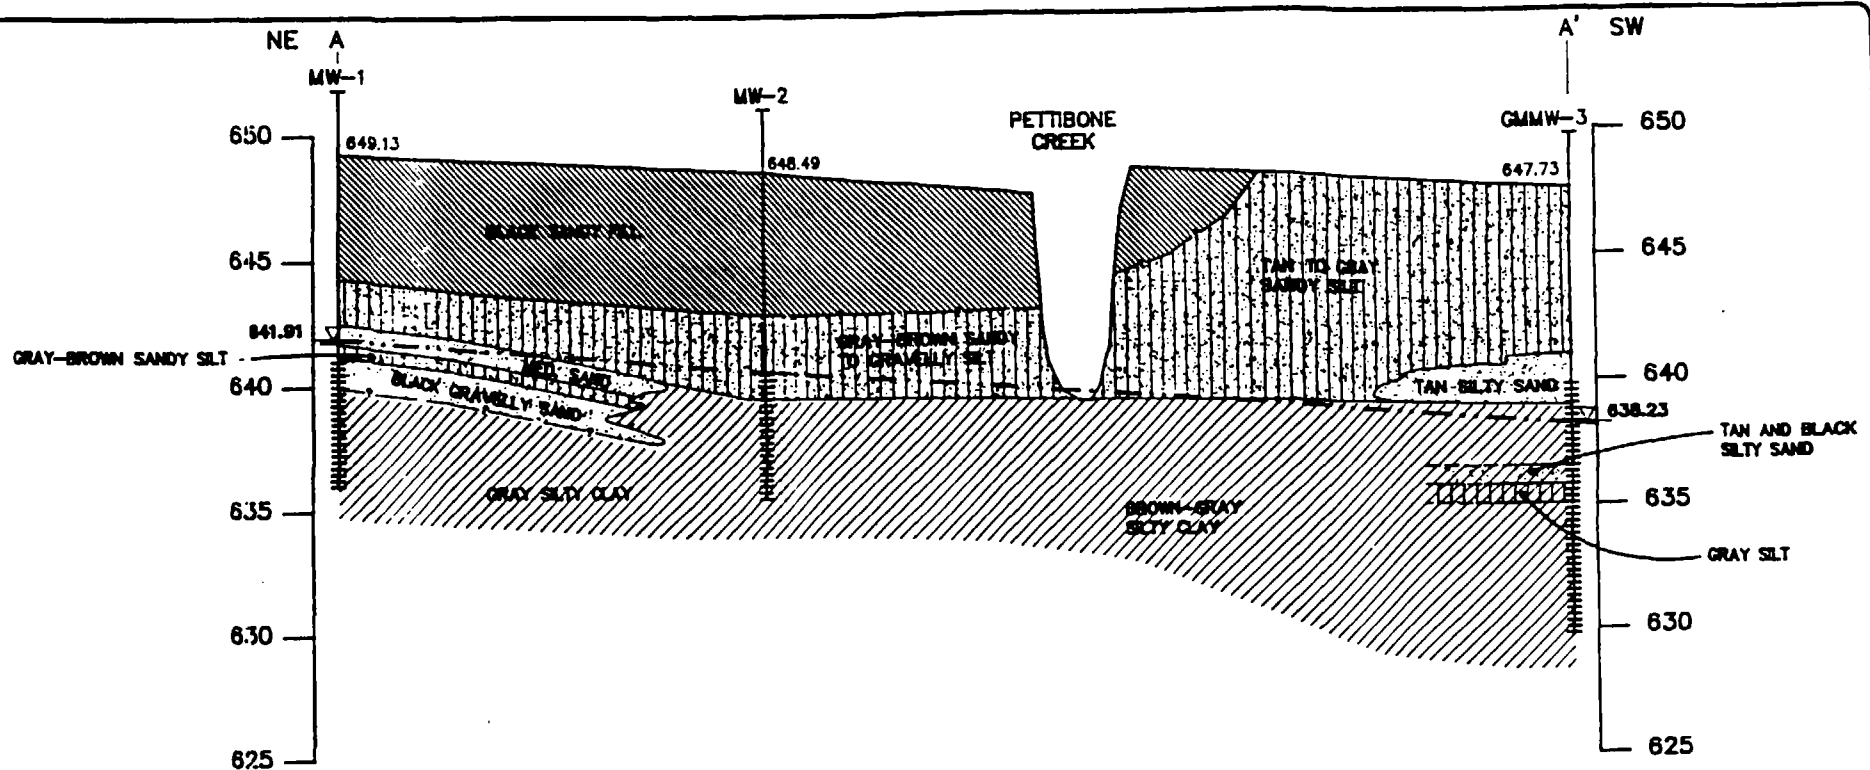 NE A
A' SW
MW-1
MW-2
PETTIBONE
CREEK
GMMW-3
650
650
649.13
648.49
647.73
BLACK SANDY FILL
645
645
TAN TO GRAY
SANDY SILT
641.91
GRAY-BROWN SANDY
TO GRAVELLY SILT
GRAY-BROWN SANDY SILT
MED. SAND
640
640
BLACK GRAVELLY SAND
TAN SILTY SAND
638.23
TAN AND BLACK
SILTY SAND
GRAY SILTY CLAY
635
635
BROWN-GRAY
SILTY CLAY
GRAY SILT
630
630
625
625